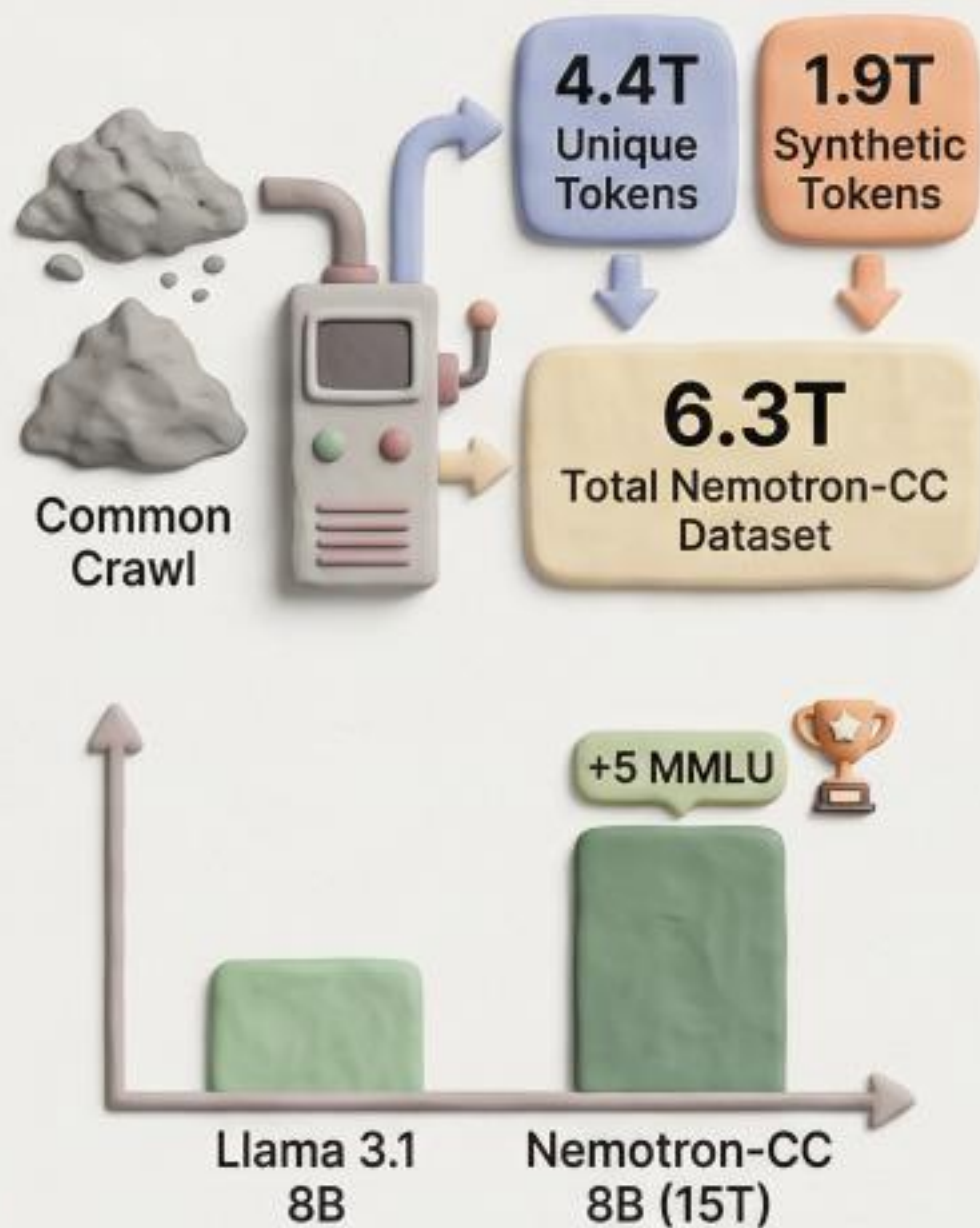 4.4T
Unique
Tokens
1.9T
Synthetic
Tokens
6.3T
Total Nemotron-CC
Dataset
Common
Crawl
+5 MMLU
Llama 3.1
8B
Nemotron-CC
8B (15T)